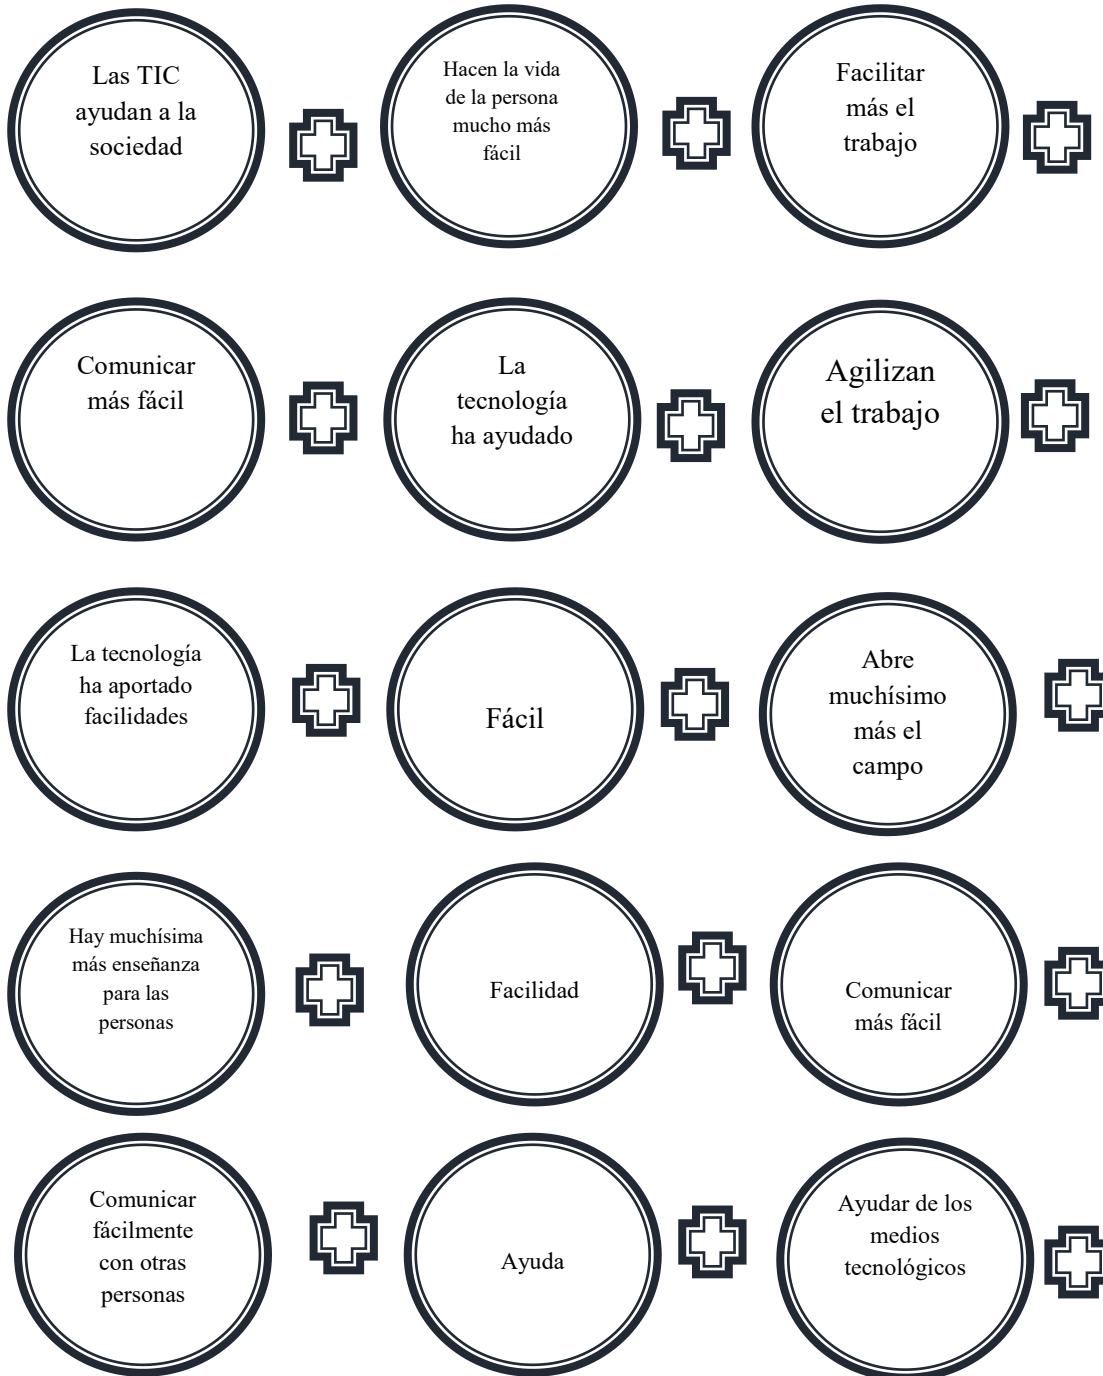 Las TIC
ayudan a la
sociedad
Hacen la vida
de la persona
mucho más
fácil
Facilitar
más el
trabajo
Comunicar
más fácil
La
tecnología
ha ayudado
Agilizan
el trabajo
La tecnología
ha aportado
facilidades
Fácil
Abre
muchísimo
más el
campo
Hay muchísima
más enseñanza
para las
personas
Facilidad
Comunicar
más fácil
Comunicar
fácilmente
con otras
personas
Ayuda
Ayudar de los
medios
tecnológicos